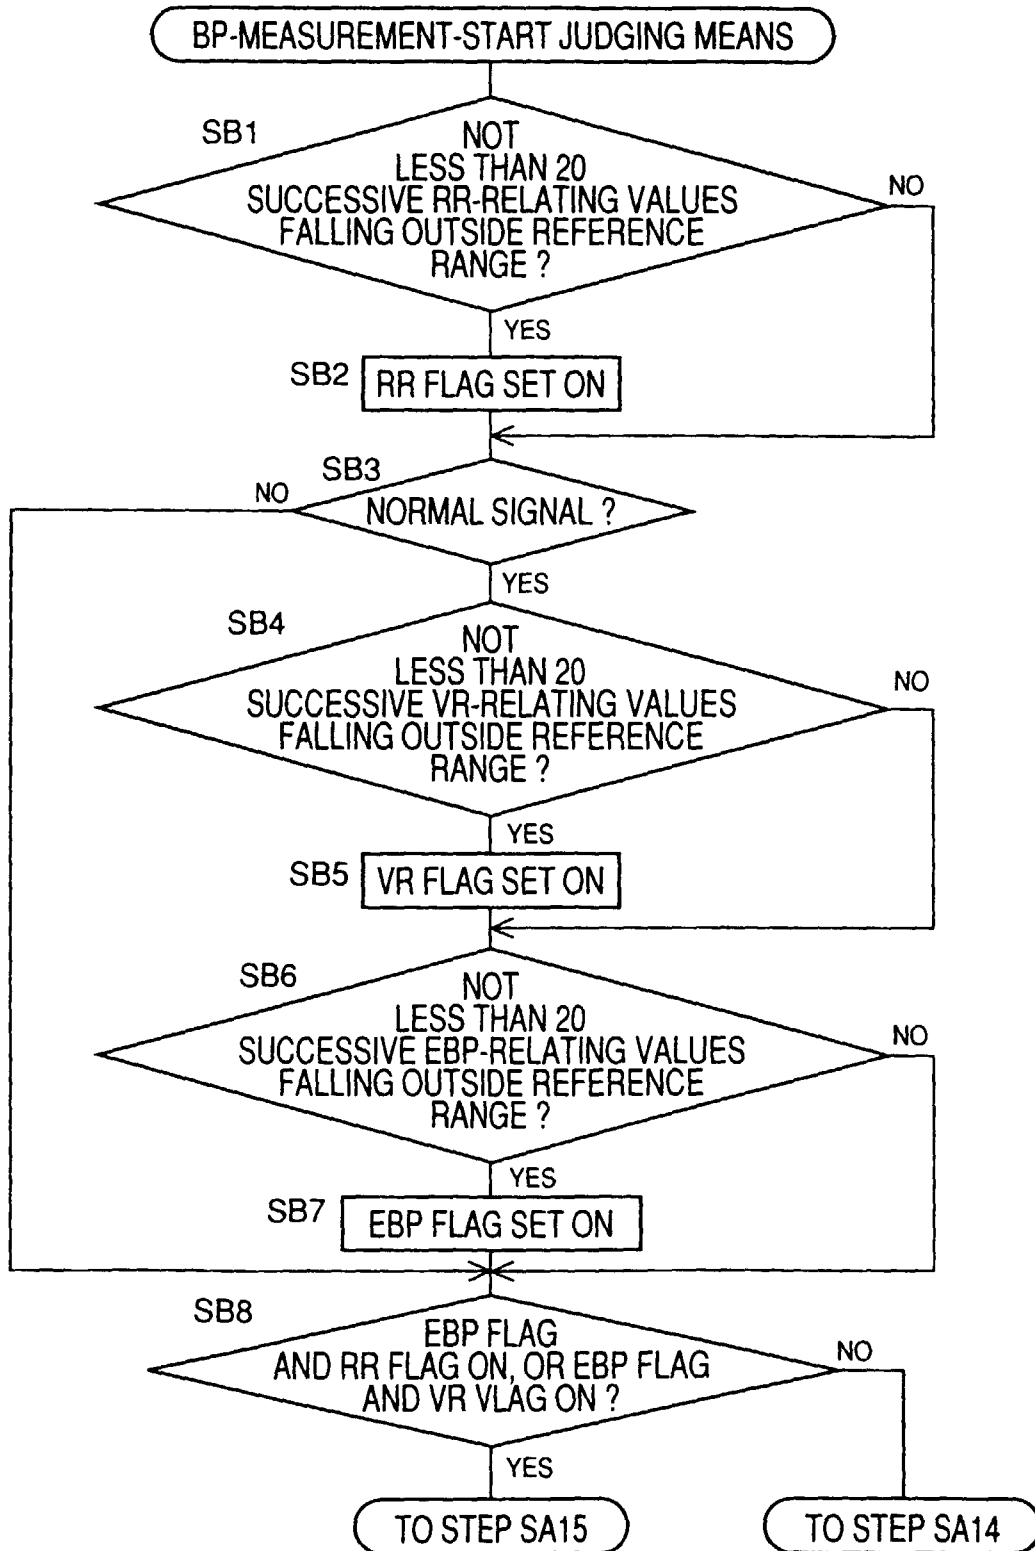 BP-MEASUREMENT-START JUDGING MEANS
SB1
NOT
LESS THAN 20
SUCCESSIVE RR-RELATING VALUES
FALLING OUTSIDE REFERENCE
RANGE ?
NO
YES
SB2
RR FLAG SET ON
SB3
NO
NORMAL SIGNAL ?
YES
SB4
NOT
LESS THAN 20
SUCCESSIVE VR-RELATING VALUES
FALLING OUTSIDE REFERENCE
RANGE ?
NO
YES
SB5
VR FLAG SET ON
SB6
NOT
LESS THAN 20
SUCCESSIVE EBP-RELATING VALUES
FALLING OUTSIDE REFERENCE
RANGE ?
NO
YES
SB7
EBP FLAG SET ON
SB8
EBP FLAG
AND RR FLAG ON, OR EBP FLAG
AND VR VLAG ON ?
NO
YES
TO STEP SA15
TO STEP SA14